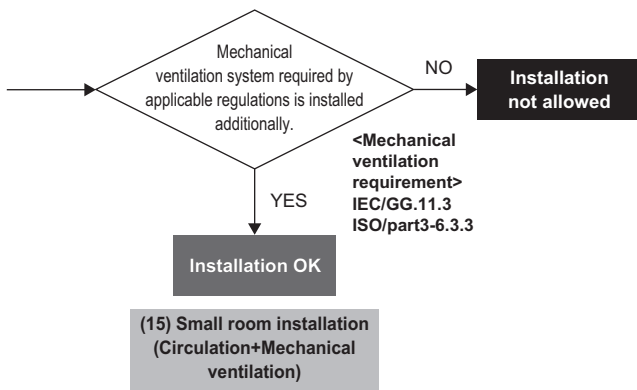 Mechanical
ventilation system required by
applicable regulations is installed
additionally.
NO
Installation
not allowed
<Mechanical
ventilation
requirement>
IEC/GG.11.3
ISO/part3-6.3.3
YES
Installation OK
(15) Small room installation
(Circulation+Mechanical
ventilation)